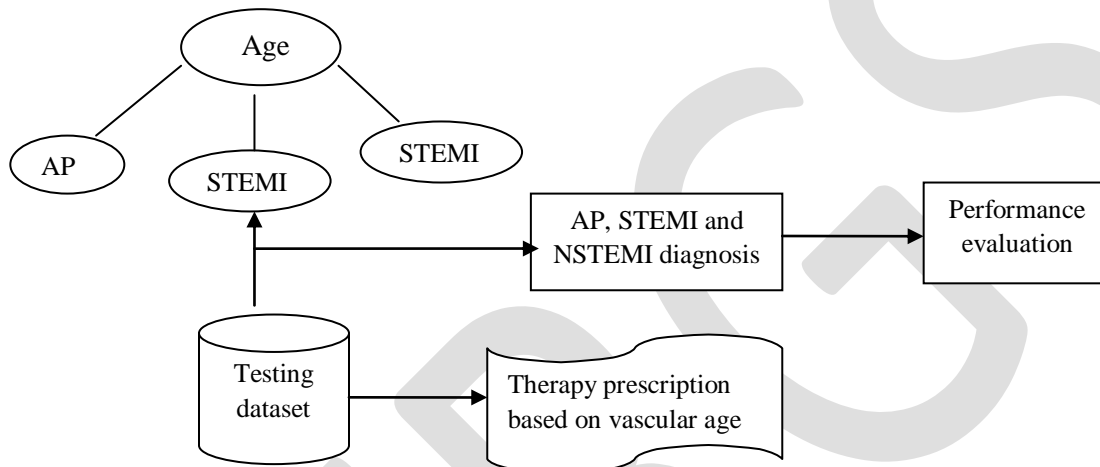 Age
AP
STEMI
STEMI
AP, STEMI and
NSTEMI diagnosis
Performance
evaluation
Testing
dataset
Therapy prescription
based on vascular age